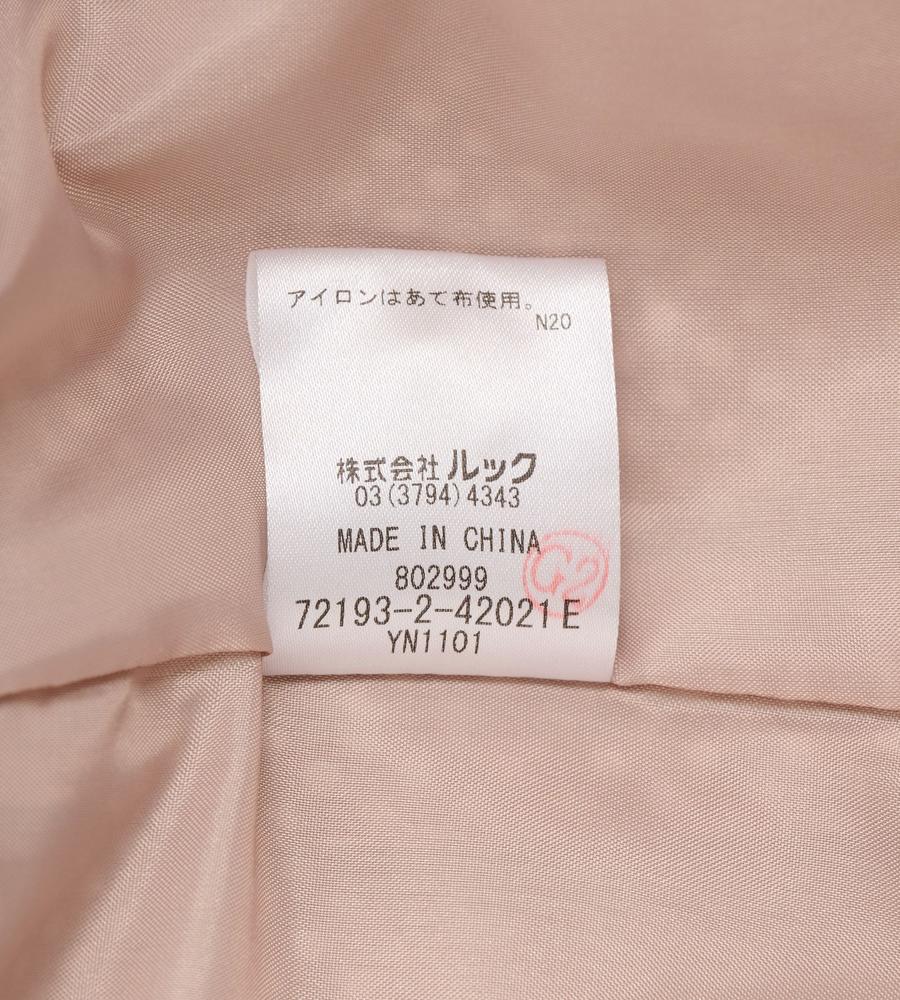 アイロンはあて布使用。
N20
株式会社ルック
03(3794)4343
MADE IN CHINA
802999
72193-2-42021E
YN1101